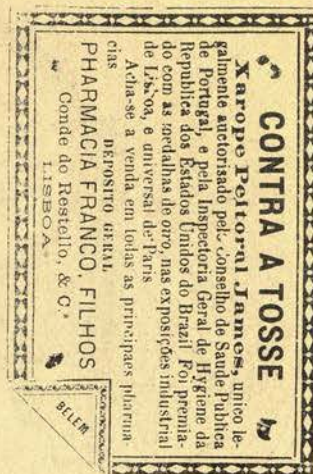 CONTRA A TOSSE
Xarope Peitoral James, unico le-
galmente auctorisado pelo Conselho de Saude Publica
de Portugal, e pela Inspectoria Geral de Hygiene da
Republica dos Estados Unidos do Brazil Foi premia-
do com as medalhas de ouro, nas exposições industrial
de Lisboa, e universal de Paris
Acha-se a venda em todas as principaes pharma-
cias
DEPOSITO GERAL
PHARMACIA FRANCO, FILHOS
Conde do Restello, & C.ª
LISBOA
BELEM